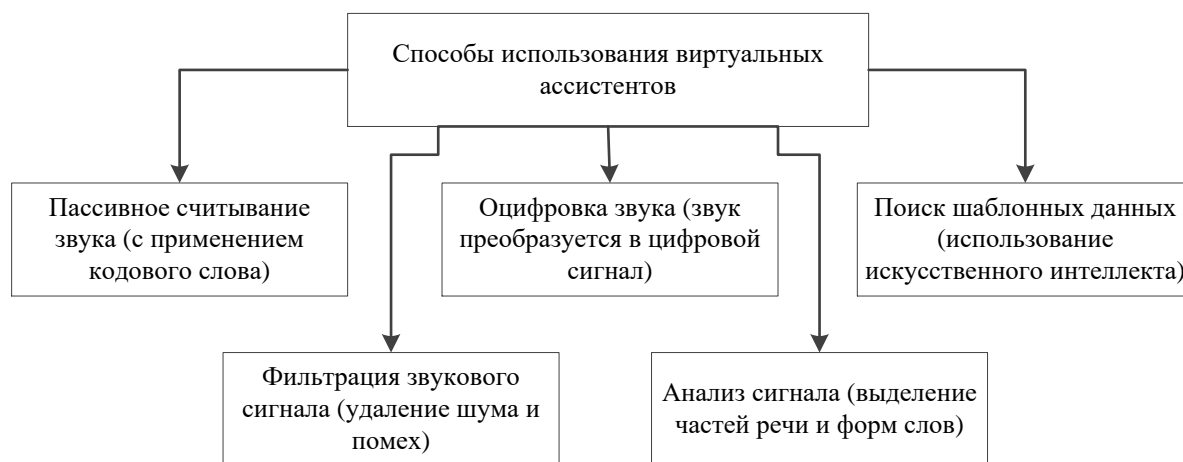 Способы использования виртуальных
ассистентов
Пассивное считывание
звука (с применением
кодового слова)
Оцифровка звука (звук
преобразуется в цифровой
сигнал)
Поиск шаблонных данных
(использование
искусственного интеллекта)
Фильтрация звукового
сигнала (удаление шума и
помех)
Анализ сигнала (выделение
частей речи и форм слов)